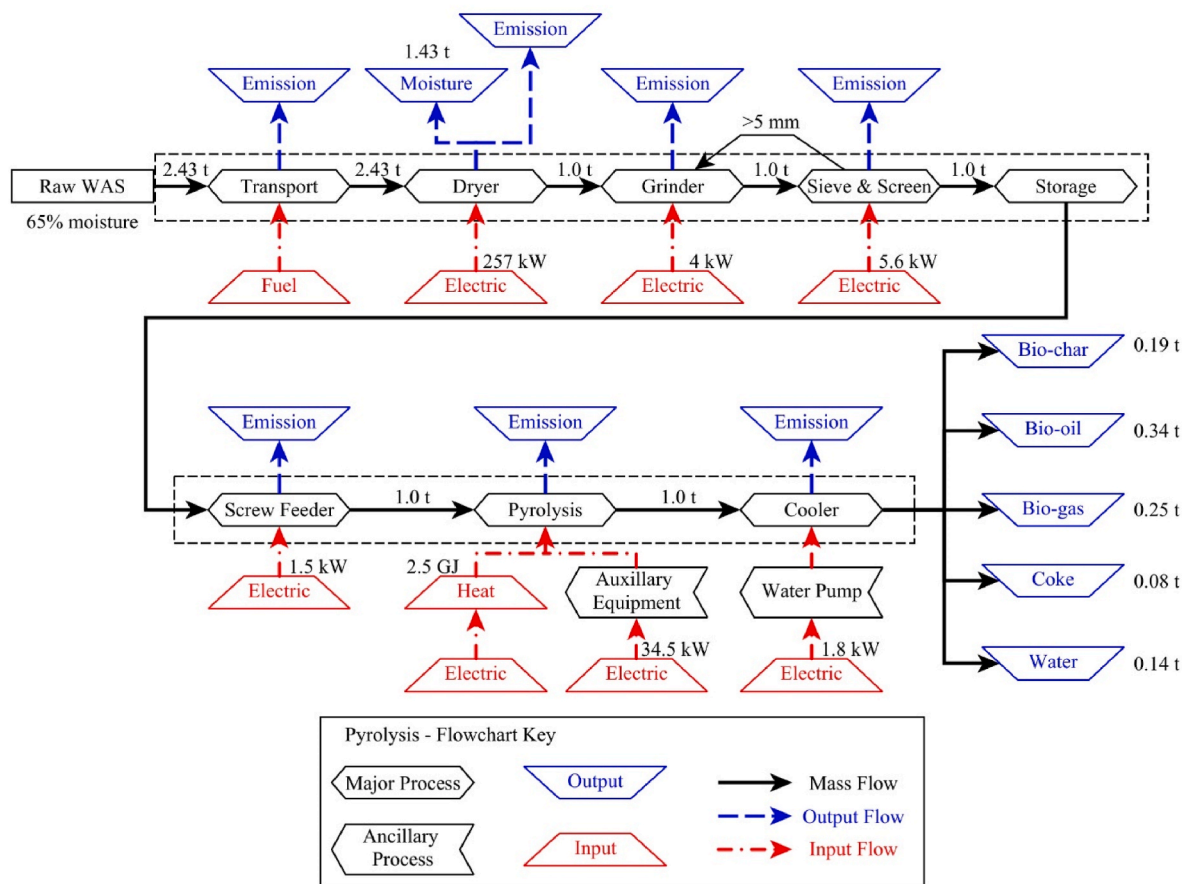 Emission
1.43 t
Emission
Moisture
Emission
Emission
>5 mm
2.43 t
2.43 t
1.0 t
1.0 t
1.0 t
Raw WAS
Transport
Dryer
Grinder
Sieve & Screen
Storage
65% moisture
257 kW
4 kW
5.6 kW
Fuel
Electric
Electric
Electric
Bio-char
0.19 t
Emission
Emission
Emission
Bio-oil
0.34 t
1.0 t
1.0 t
Screw Feeder
Pyrolysis
Cooler
Bio-gas
0.25 t
1.5 kW
2.5 GJ
Electric
Heat
Auxillary
Equipment
Water Pump
Coke
0.08 t
34.5 kW
1.8 kW
Electric
Electric
Electric
Water
0.14 t
Pyrolysis - Flowchart Key
Major Process
Output
Mass Flow
Output Flow
Ancillary
Process
Input
Input Flow